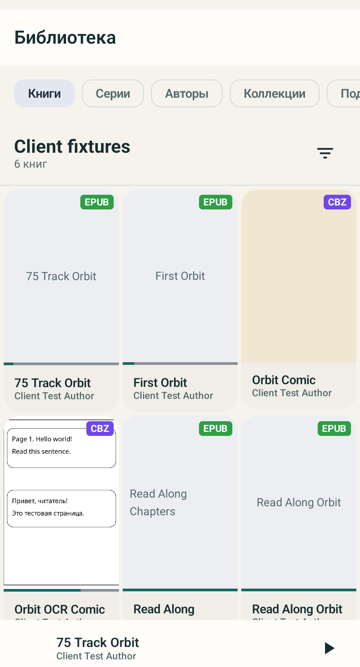 Библиотека
Книги
Серии
Авторы
Коллекции
Client fixtures
6 книг
EPUB
EPUB
CBZ
75 Track Orbit
First Orbit
75 Track Orbit
Client Test Author
First Orbit
Client Test Author
Orbit Comic
Client Test Author
CBZ
EPUB
EPUB
Page 1. Hello world!
Read this sentence.
Привет, читатель!
Это тестовая страница.
Read Along
Chapters
Read Along Orbit
Orbit OCR Comic
Read Along
Read Along Orbit
75 Track Orbit
Client Test Author